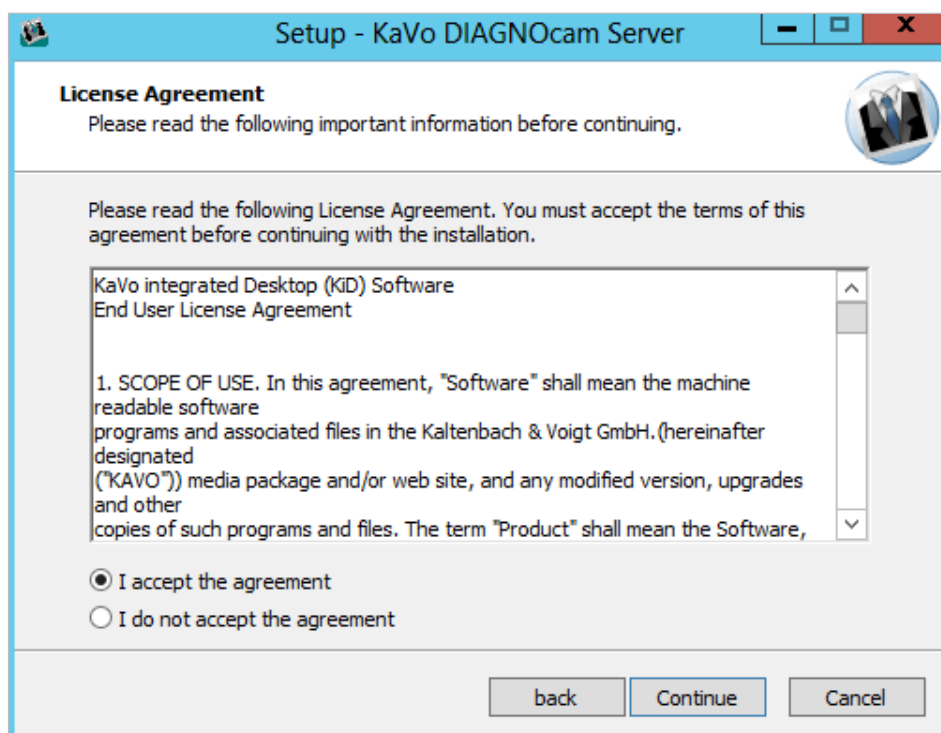 Setup - KaVo DIAGNOcam Server
License Agreement
Please read the following important information before continuing.
Please read the following License Agreement. You must accept the terms of this
agreement before continuing with the installation.
KaVo integrated Desktop (KiD) Software
End User License Agreement
1. SCOPE OF USE. In this agreement, "Software" shall mean the machine
readable software
programs and associated files in the Kaltenbach & Voigt GmbH.(hereinafter
designated
("KAVO")) media package and/or web site, and any modified version, upgrades
and other
copies of such programs and files. The term "Product" shall mean the Software,
I accept the agreement
I do not accept the agreement
back Continue Cancel